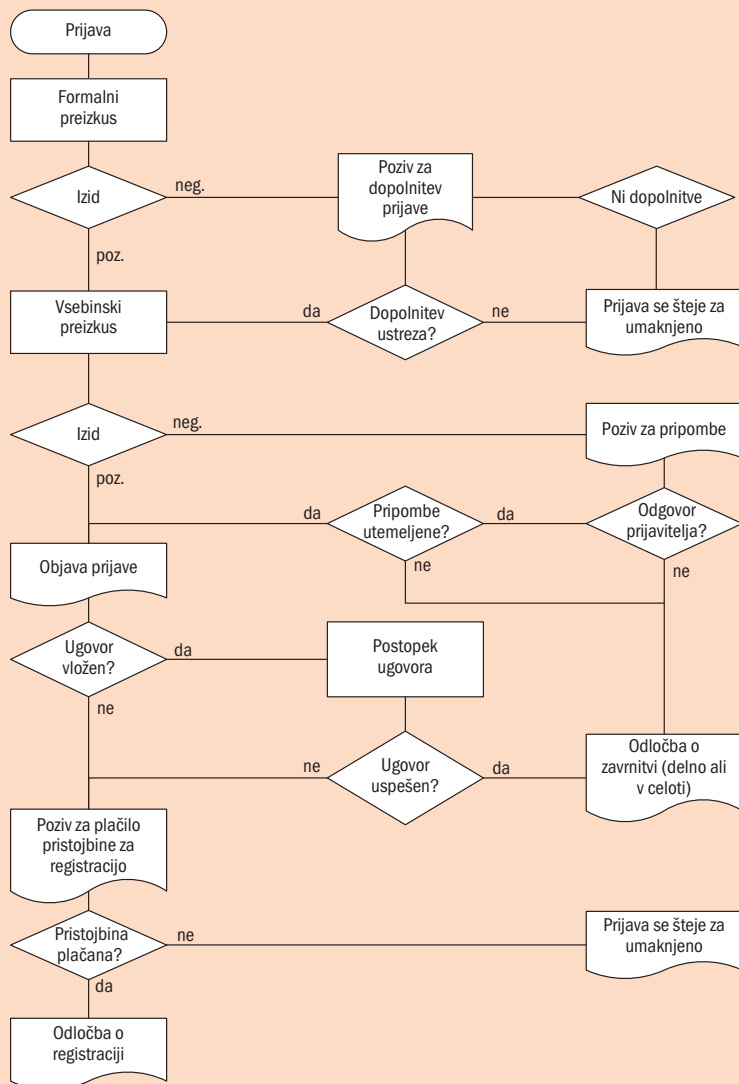 Prijava
Formalni
preizkus
Izid
neg.
Poziv za
dopolnitev
prijave
Ni dopolnitve
poz.
Vsebinski
preizkus
da
Dopolnitev
ustreza?
ne
Prijava se šteje za
umaknjeno
Izid
neg.
Poziv za pripombe
poz.
da
Pripombe
utemeljene?
da
Odgovor
prijavitelja?
ne
ne
Objava prijave
Ugovor
vložen?
da
Postopek
ugovora
ne
ne
Ugovor
uspešen?
da
Odločba o
zavrnitvi (delno ali
v celoti)
Poziv za plačilo
pristojbine za
registracijo
Pristojbina
plačana?
ne
Prijava se šteje za
umaknjeno
da
Odločba o
registraciji